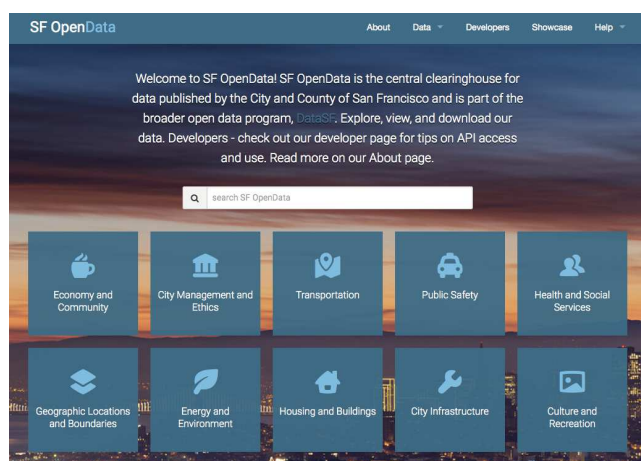 SF OpenData
About Data Developers Showcase Help
Welcome to SF OpenData! SF OpenData is the central clearinghouse for
data published by the City and County of San Francisco and is part of the
broader open data program, DataSF. Explore, view, and download our
data. Developers - check out our developer page for tips on API access
and use. Read more on our About page.
search SF OpenData
Economy and
Community
City Management and
Ethics
Transportation
Public Safety
Health and Social
Services
Geographic Locations
and Boundaries
Energy and
Environment
Housing and Buildings
City Infrastructure
Culture and
Recreation